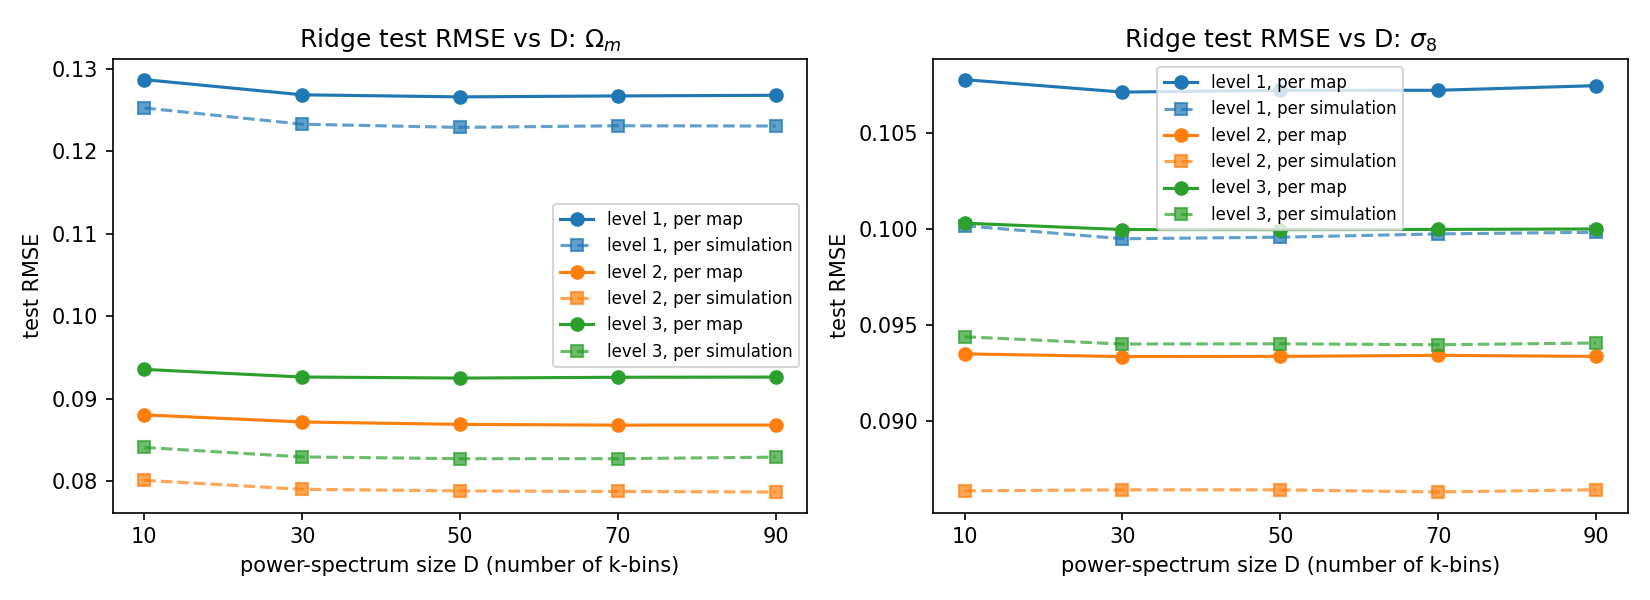 Ridge test RMSE vs D: Ωm
test RMSE
0.13
0.12
0.11
0.10
0.09
0.08
level 1, per map
level 1, per simulation
level 2, per map
level 2, per simulation
level 3, per map
level 3, per simulation
10 30 50 70 90
power-spectrum size D (number of k-bins)
Ridge test RMSE vs D: σ8
test RMSE
0.105
0.100
0.095
0.090
level 1, per map
level 1, per simulation
level 2, per map
level 2, per simulation
level 3, per map
level 3, per simulation
10 30 50 70 90
power-spectrum size D (number of k-bins)